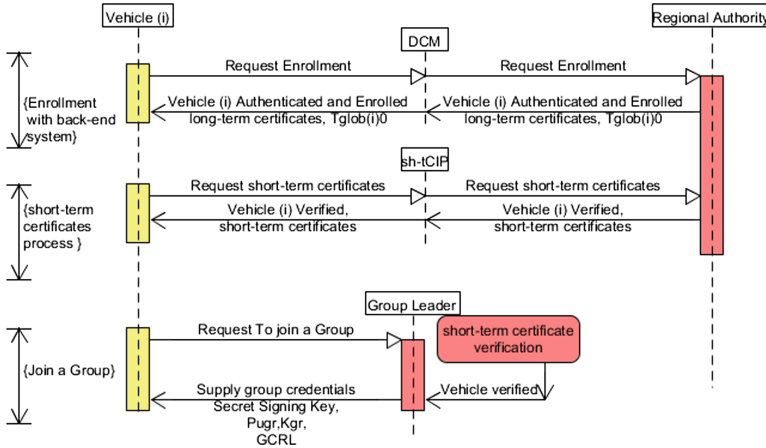 Vehicle (i)
Regional Authority
DCM
Request Enrollment
Request Enrollment
{Enrollment
with back-end
system}
Vehicle (i) Authenticated and Enrolled
long-term certificates, Tglob(i)0
Vehicle (i) Authenticated and Enrolled
long-term certificates, Tglob(i)0
sh-tCIP
Request short-term certificates
Request short-term certificates
{short-term
certificates
process }
Vehicle (i) Verified,
short-term certificates
Vehicle (i) Verified,
short-term certificates
Group Leader
Request To join a Group
short-term certificate
verification
{Join a Group}
Supply group credentials
Secret Signing Key,
Pugr,Kgr,
GCRL
Vehicle verified